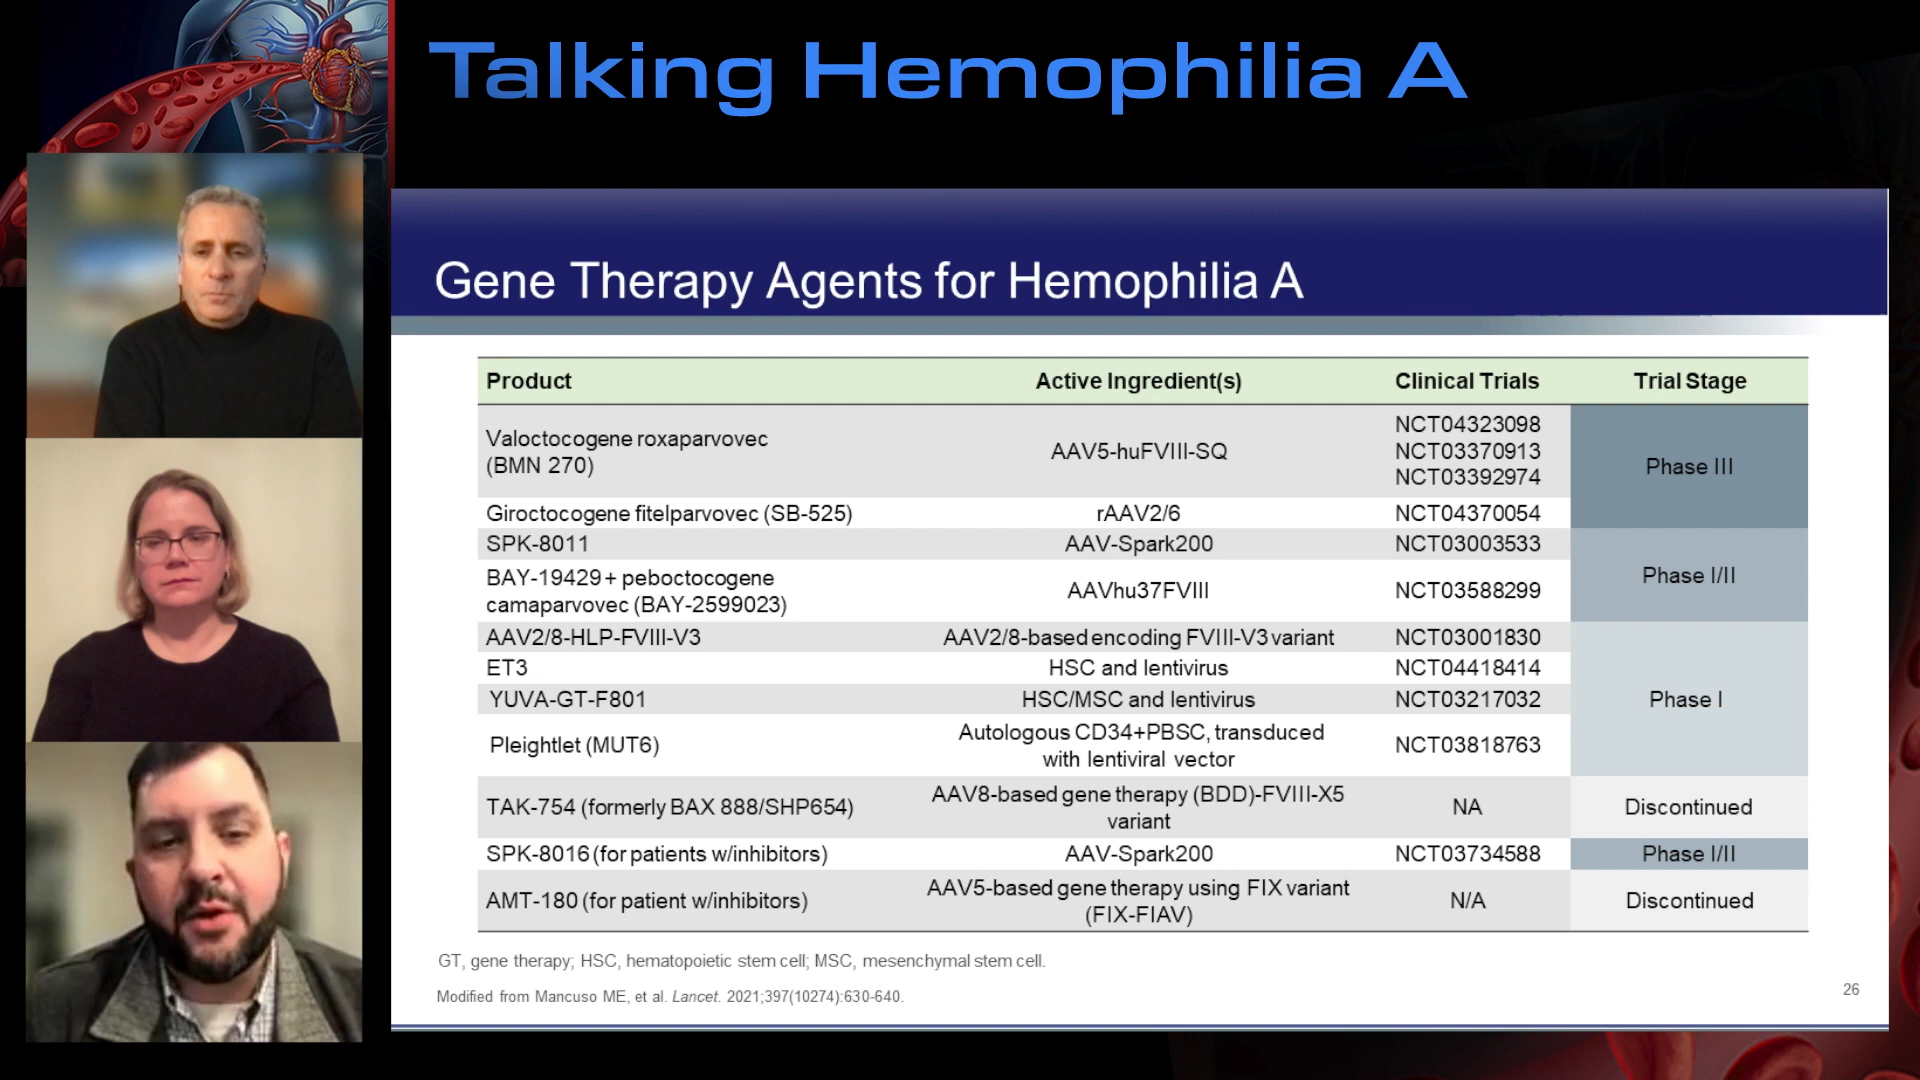 Talking Hemophilia A
Gene Therapy Agents for Hemophilia A
Product Active Ingredient(s) Clinical Trials Trial Stage
Valoctocogene roxaparvovec
(BMN 270)
AAV5-huFVIII-SQ
NCT04323098
NCT03370913
NCT03392974
Phase III
Giroctocogene fitelparvovec (SB-525) rAAV2/6 NCT04370054
SPK-8011 AAV-Spark200 NCT03003533
Phase I/II
BAY-19429 + peboctocogene
camaparvovec (BAY-2599023)
AAVhu37FVIII NCT03588299
AAV2/8-HLP-FVIII-V3 AAV2/8-based encoding FVIII-V3 variant NCT03001830
ET3 HSC and lentivirus NCT04418414
YUVA-GT-F801 HSC/MSC and lentivirus NCT03217032
Phase I
Pleightlet (MUT6)
Autologous CD34+PBSC, transduced
with lentiviral vector
NCT03818763
TAK-754 (formerly BAX 888/SHP654)
AAV8-based gene therapy (BDD)-FVIII-X5
variant
NA Discontinued
SPK-8016 (for patients w/inhibitors) AAV-Spark200 NCT03734588 Phase I/II
AMT-180 (for patient w/inhibitors)
AAV5-based gene therapy using FIX variant
(FIX-FIAV)
N/A Discontinued
GT, gene therapy; HSC, hematopoietic stem cell; MSC, mesenchymal stem cell.
Modified from Mancuso ME, et al. Lancet. 2021;397(10274):630-640.
26